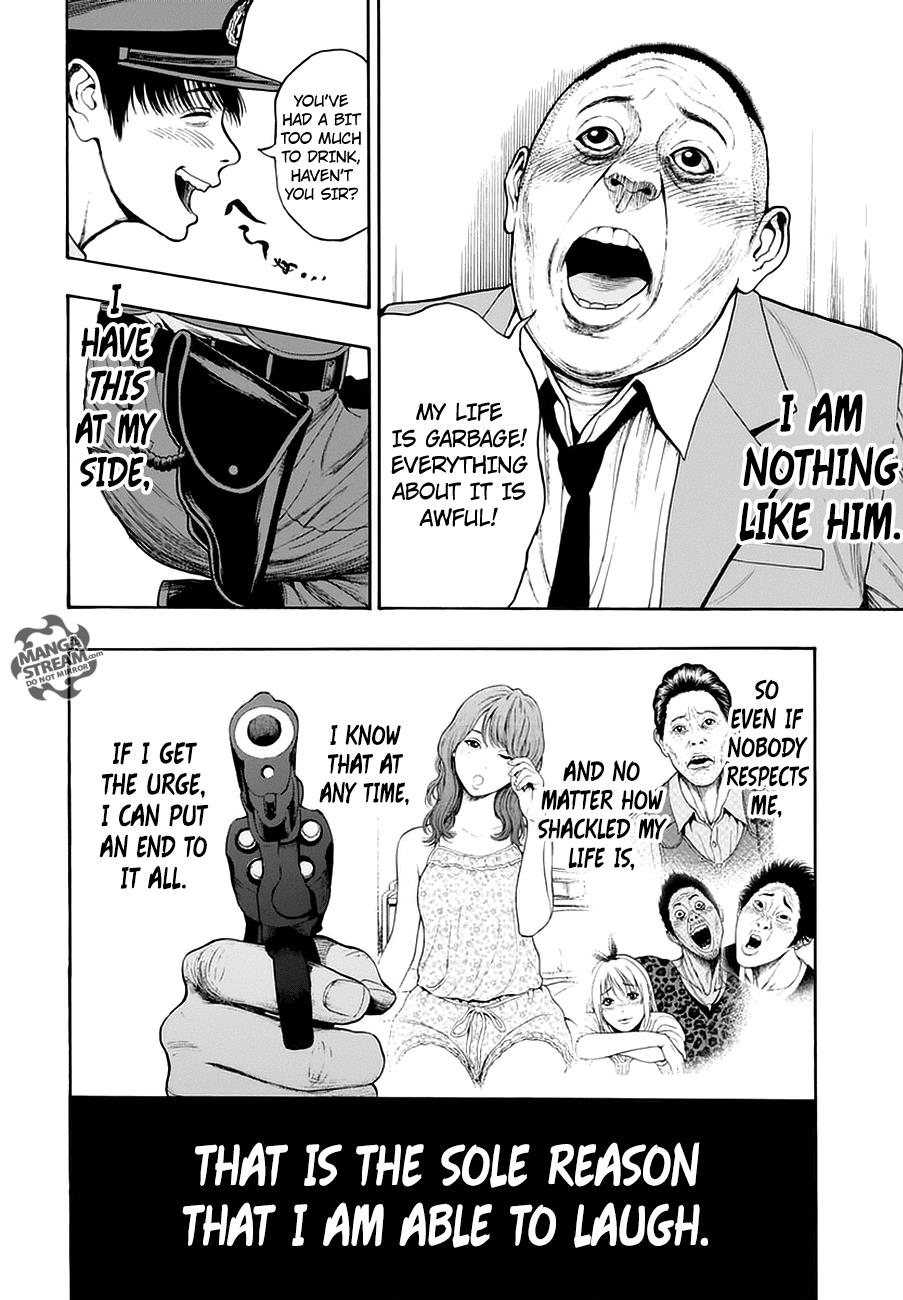 MY LIFE
IS GARBAGE!
EVERYTHING
ABOUT IT IS
AWFUL!
I AM
NOTHING
LIKE HIM.
YOU'VE
HAD A BIT
TOO MUCH
TO DRINK,
HAVEN'T
YOU SIR?
I
HAVE
THIS
AT MY
SIDE,
SO
EVEN IF
NOBODY
RESPECTS
ME,
AND NO
MATTER HOW
SHACKLED MY
LIFE IS,
I KNOW
THAT AT
ANY TIME,
IF I GET
THE URGE,
I CAN PUT
AN END TO
IT ALL.
MANGA
STREAM.com
DO NOT MIRROR
THAT IS THE SOLE REASON
THAT I AM ABLE TO LAUGH.